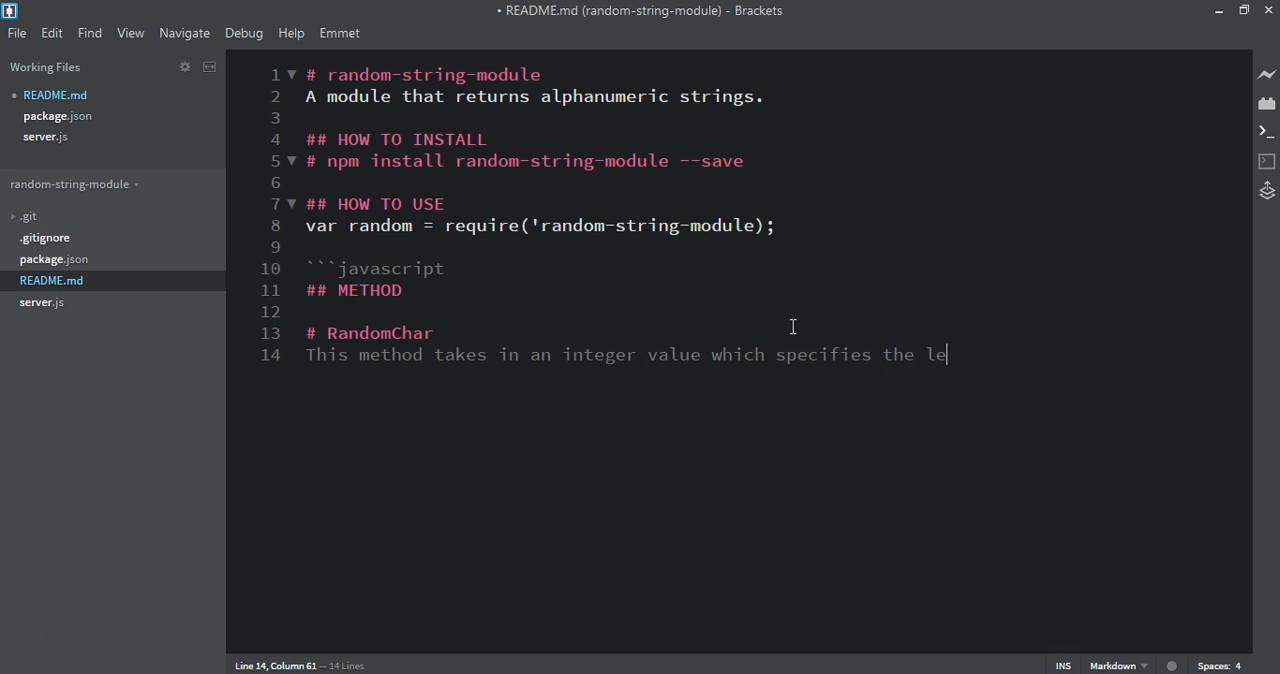 • README.md (random-string-module) - Brackets
File Edit Find View Navigate Debug Help Emmet
Working Files
• README.md
package.json
server.js
random-string-module
.git
.gitignore
package.json
README.md
server.js
1 # random-string-module
2 A module that returns alphanumeric strings.
3
4 ## HOW TO INSTALL
5 # npm install random-string-module --save
6
7 ## HOW TO USE
8 var random = require('random-string-module);
9
10 ```javascript
11 ## METHOD
12
13 # RandomChar
14 This method takes in an integer value which specifies the le
Line 14, Column 61 — 14 Lines
INS Markdown Spaces: 4